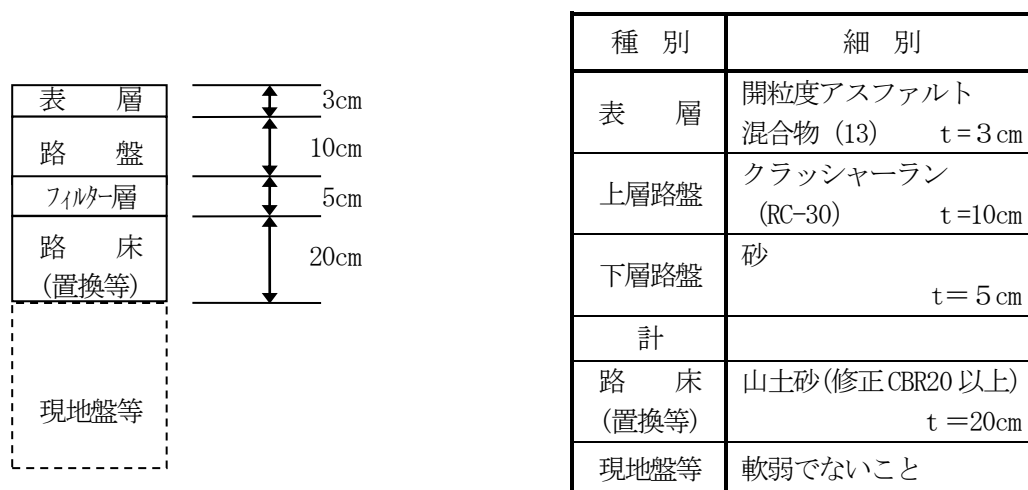 表　層
3cm
路　盤
10cm
フィルター層
5cm
路　床
(置換等)
20cm
現地盤等
種　別　細　別
表　層　開粒度アスファルト
混合物 (13)　t=3cm
上層路盤　クラッシャーラン
(RC-30)　t=10cm
下層路盤　砂
t=5cm
計
路　床　山土砂(修正CBR20以上)
(置換等)　t=20cm
現地盤等　軟弱でないこと